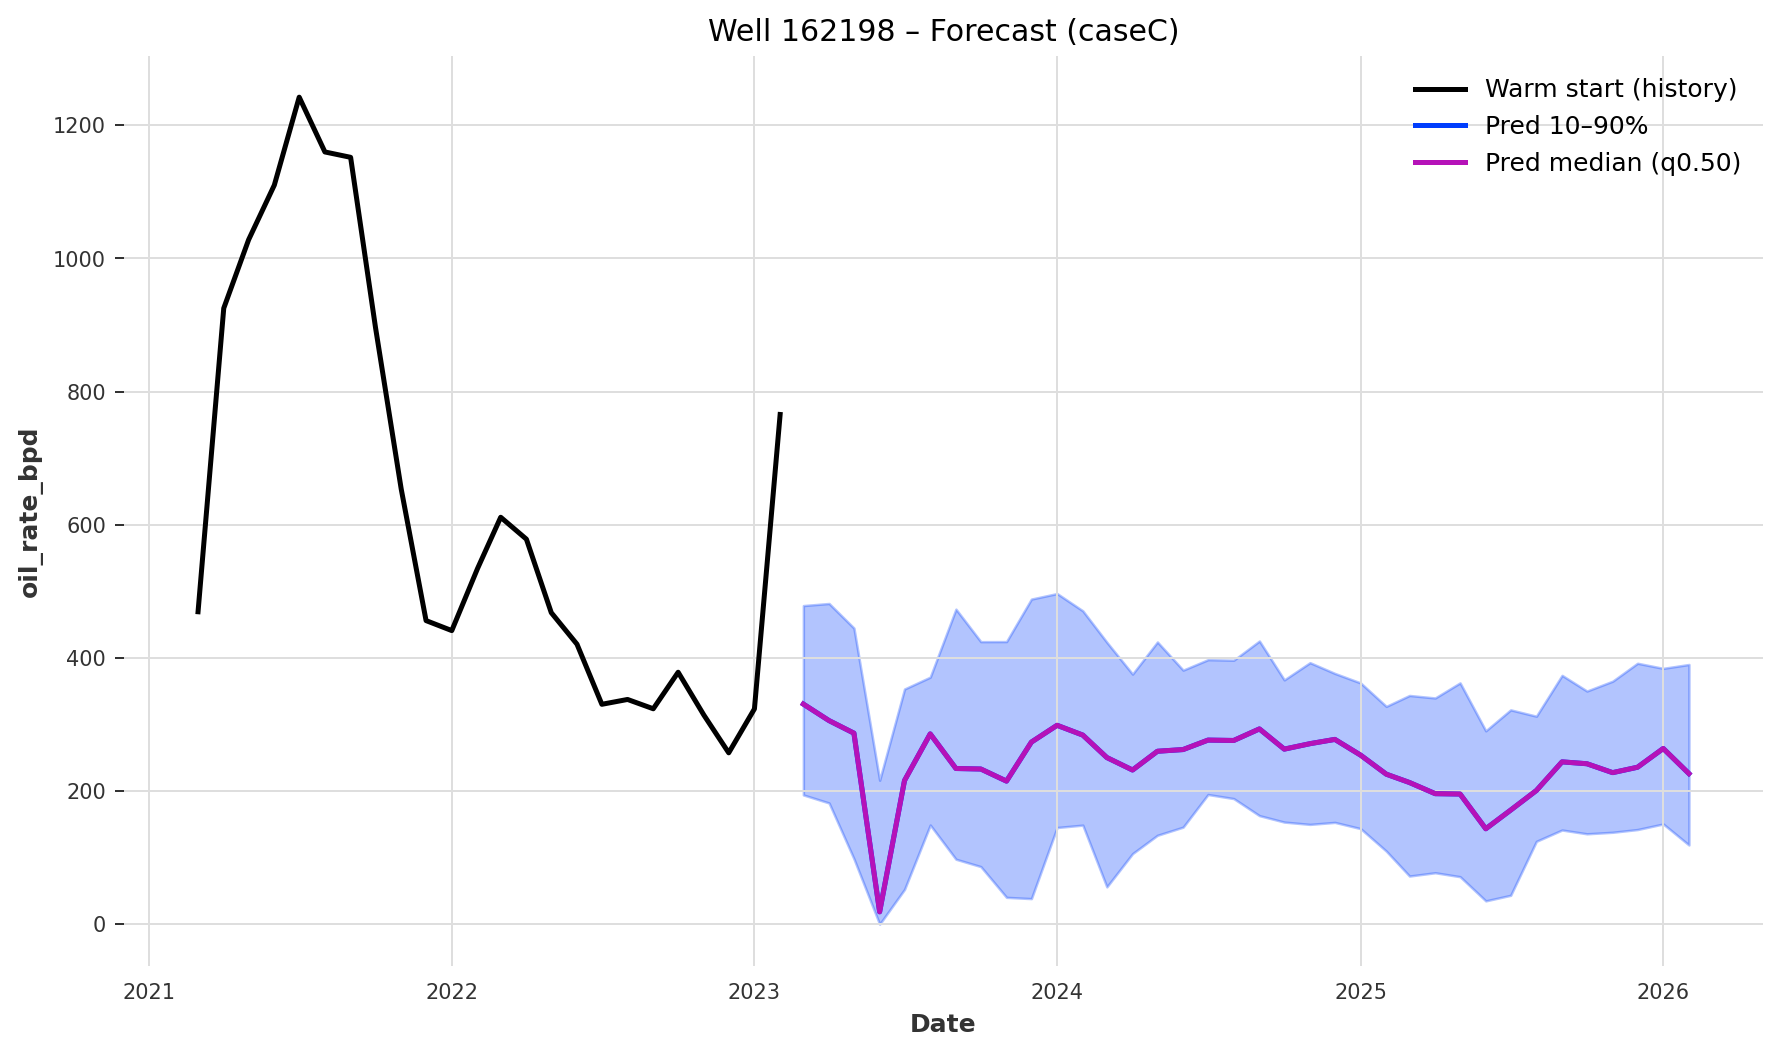 Well 162198 – Forecast (caseC)
Warm start (history)
Pred 10–90%
Pred median (q0.50)
oil_rate_bpd
1200
1000
800
600
400
200
0
2021
2022
2023
2024
2025
2026
Date